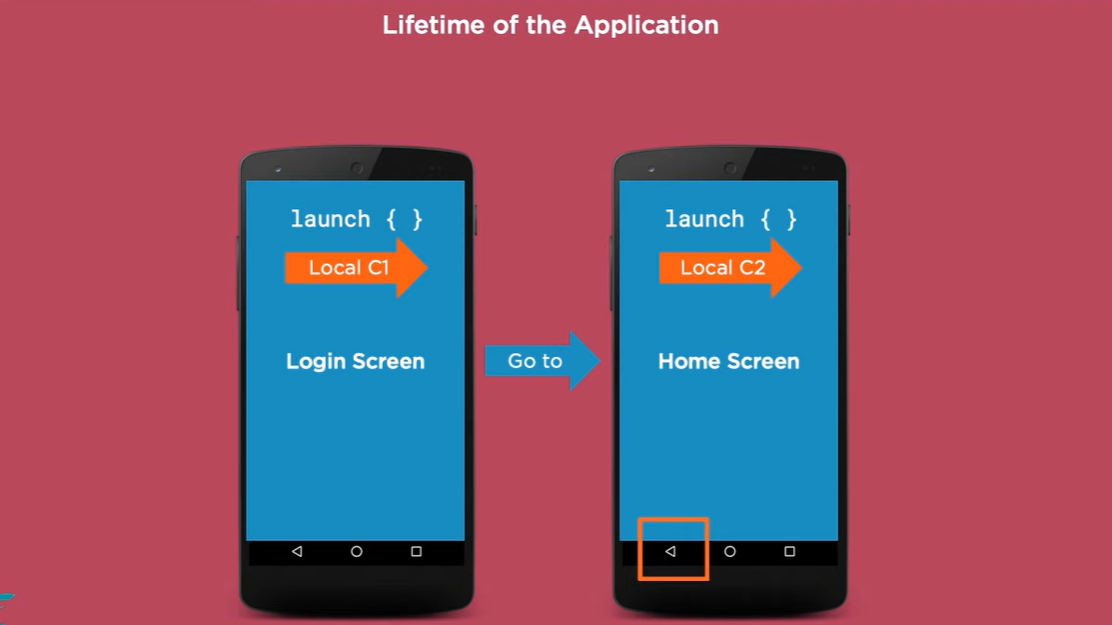 Lifetime of the Application
launch { }
Local C1
Login Screen
Go to
launch { }
Local C2
Home Screen